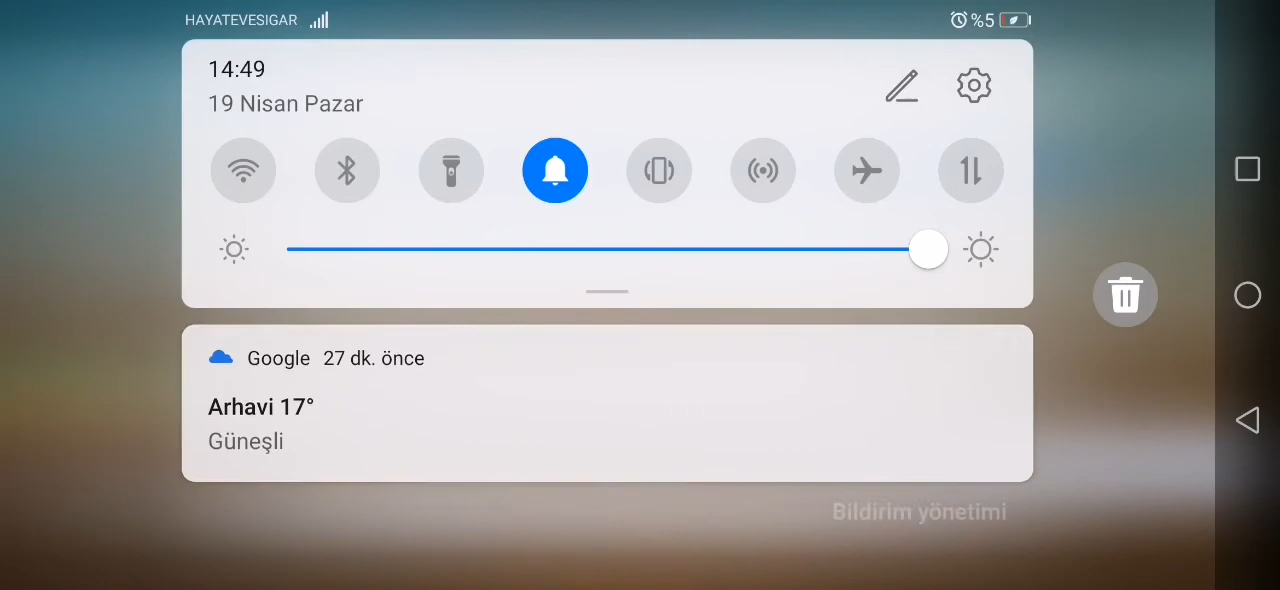 HAYATEVESIGAR %5
14:49
19 Nisan Pazar
Google 27 dk. önce
Arhavi 17°
Güneşli
Bildirim yönetimi